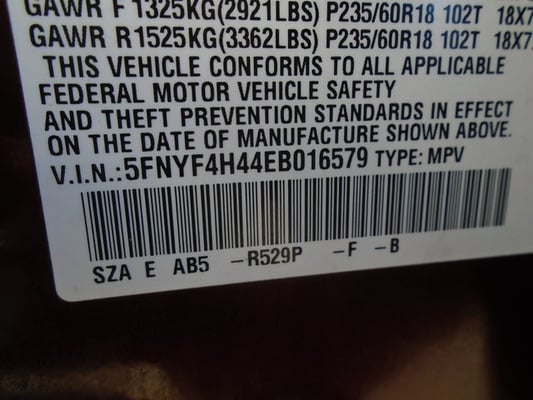 GAWR F 1325KG(2921LBS) P235/60R18 102T 18X7
GAWR R1525KG(3362LBS) P235/60R18 102T 18X7.
THIS VEHICLE CONFORMS TO ALL APPLICABLE
FEDERAL MOTOR VEHICLE SAFETY
AND THEFT PREVENTION STANDARDS IN EFFECT
ON THE DATE OF MANUFACTURE SHOWN ABOVE.
V.I.N.:5FNYF4H44EB016579 TYPE: MPV
SZA E AB5 -R529P -F -B